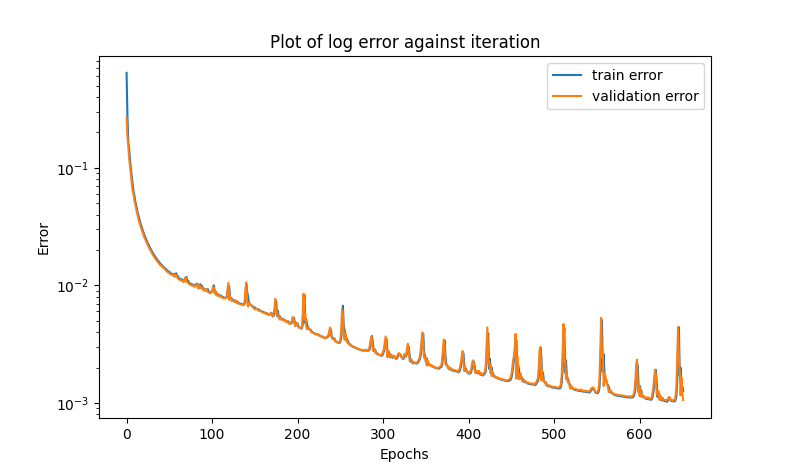 Plot of log error against iteration
train error
validation error
Error
10⁻¹
10⁻²
10⁻³
0 100 200 300 400 500 600
Epochs